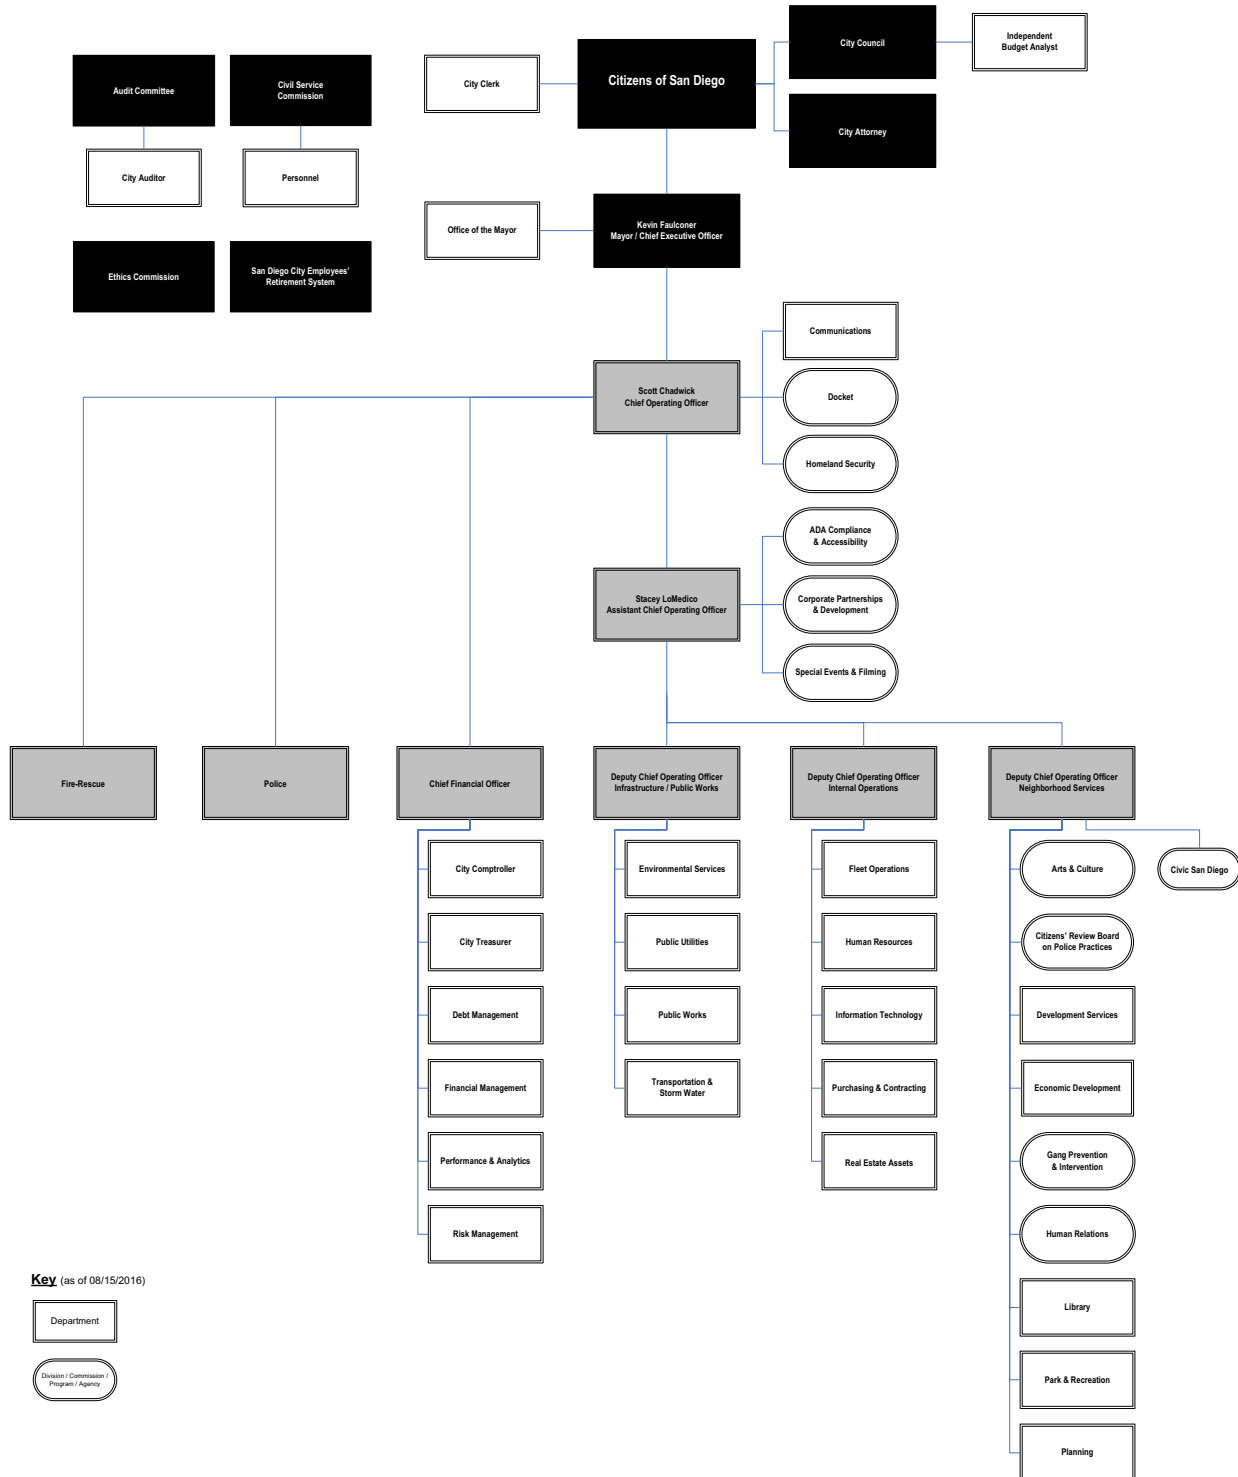 Citizens of San Diego
City Clerk
City Council
Independent
Budget Analyst
City Attorney
Audit Committee
Civil Service
Commission
City Auditor
Personnel
Ethics Commission
San Diego City Employees'
Retirement System
Office of the Mayor
Kevin Faulconer
Mayor / Chief Executive Officer
Scott Chadwick
Chief Operating Officer
Communications
Docket
Homeland Security
Stacey LoMedico
Assistant Chief Operating Officer
ADA Compliance
& Accessibility
Corporate Partnerships
& Development
Special Events & Filming
Fire-Rescue
Police
Chief Financial Officer
City Comptroller
City Treasurer
Debt Management
Financial Management
Performance & Analytics
Risk Management
Deputy Chief Operating Officer
Infrastructure / Public Works
Environmental Services
Public Utilities
Public Works
Transportation &
Storm Water
Deputy Chief Operating Officer
Internal Operations
Fleet Operations
Human Resources
Information Technology
Purchasing & Contracting
Real Estate Assets
Deputy Chief Operating Officer
Neighborhood Services
Arts & Culture
Civic San Diego
Citizens' Review Board
on Police Practices
Development Services
Economic Development
Gang Prevention
& Intervention
Human Relations
Library
Park & Recreation
Planning
Key (as of 08/15/2016)
Department
Division / Commission /
Program / Agency